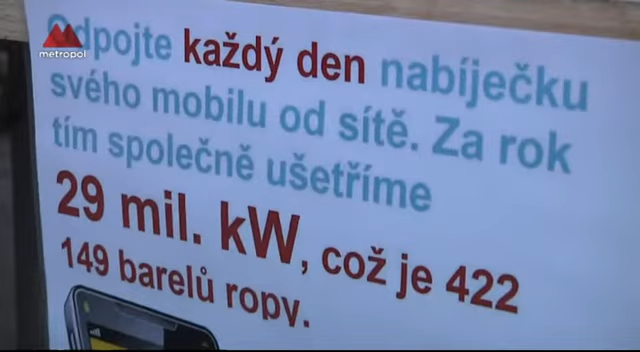 metropol
Odpojte každý den nabíječku
svého mobilu od sítě. Za rok
tím společně ušetříme
29 mil. kW, což je 422
149 barelů ropy.